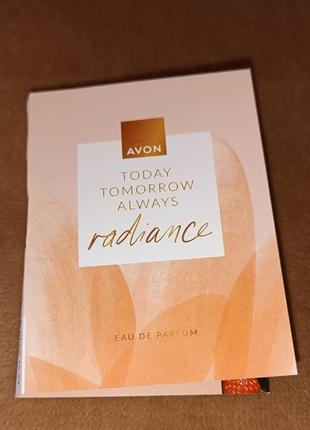 AVON
TODAY
TOMORROW
ALWAYS
radiance
EAU DE PARFUM